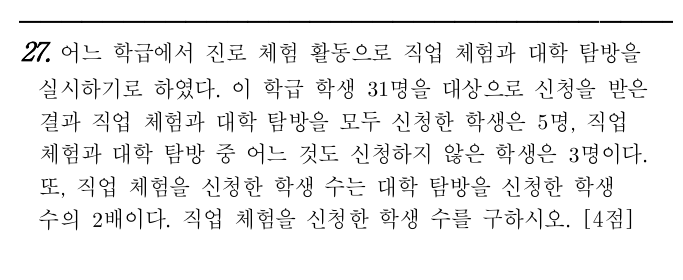 27. 어느 학급에서 진로 체험 활동으로 직업 체험과 대학 탐방을
실시하기로 하였다. 이 학급 학생 31명을 대상으로 신청을 받은
결과 직업 체험과 대학 탐방을 모두 신청한 학생은 5명, 직업
체험과 대학 탐방 중 어느 것도 신청하지 않은 학생은 3명이다.
또, 직업 체험을 신청한 학생 수는 대학 탐방을 신청한 학생
수의 2배이다. 직업 체험을 신청한 학생 수를 구하시오. [4점]